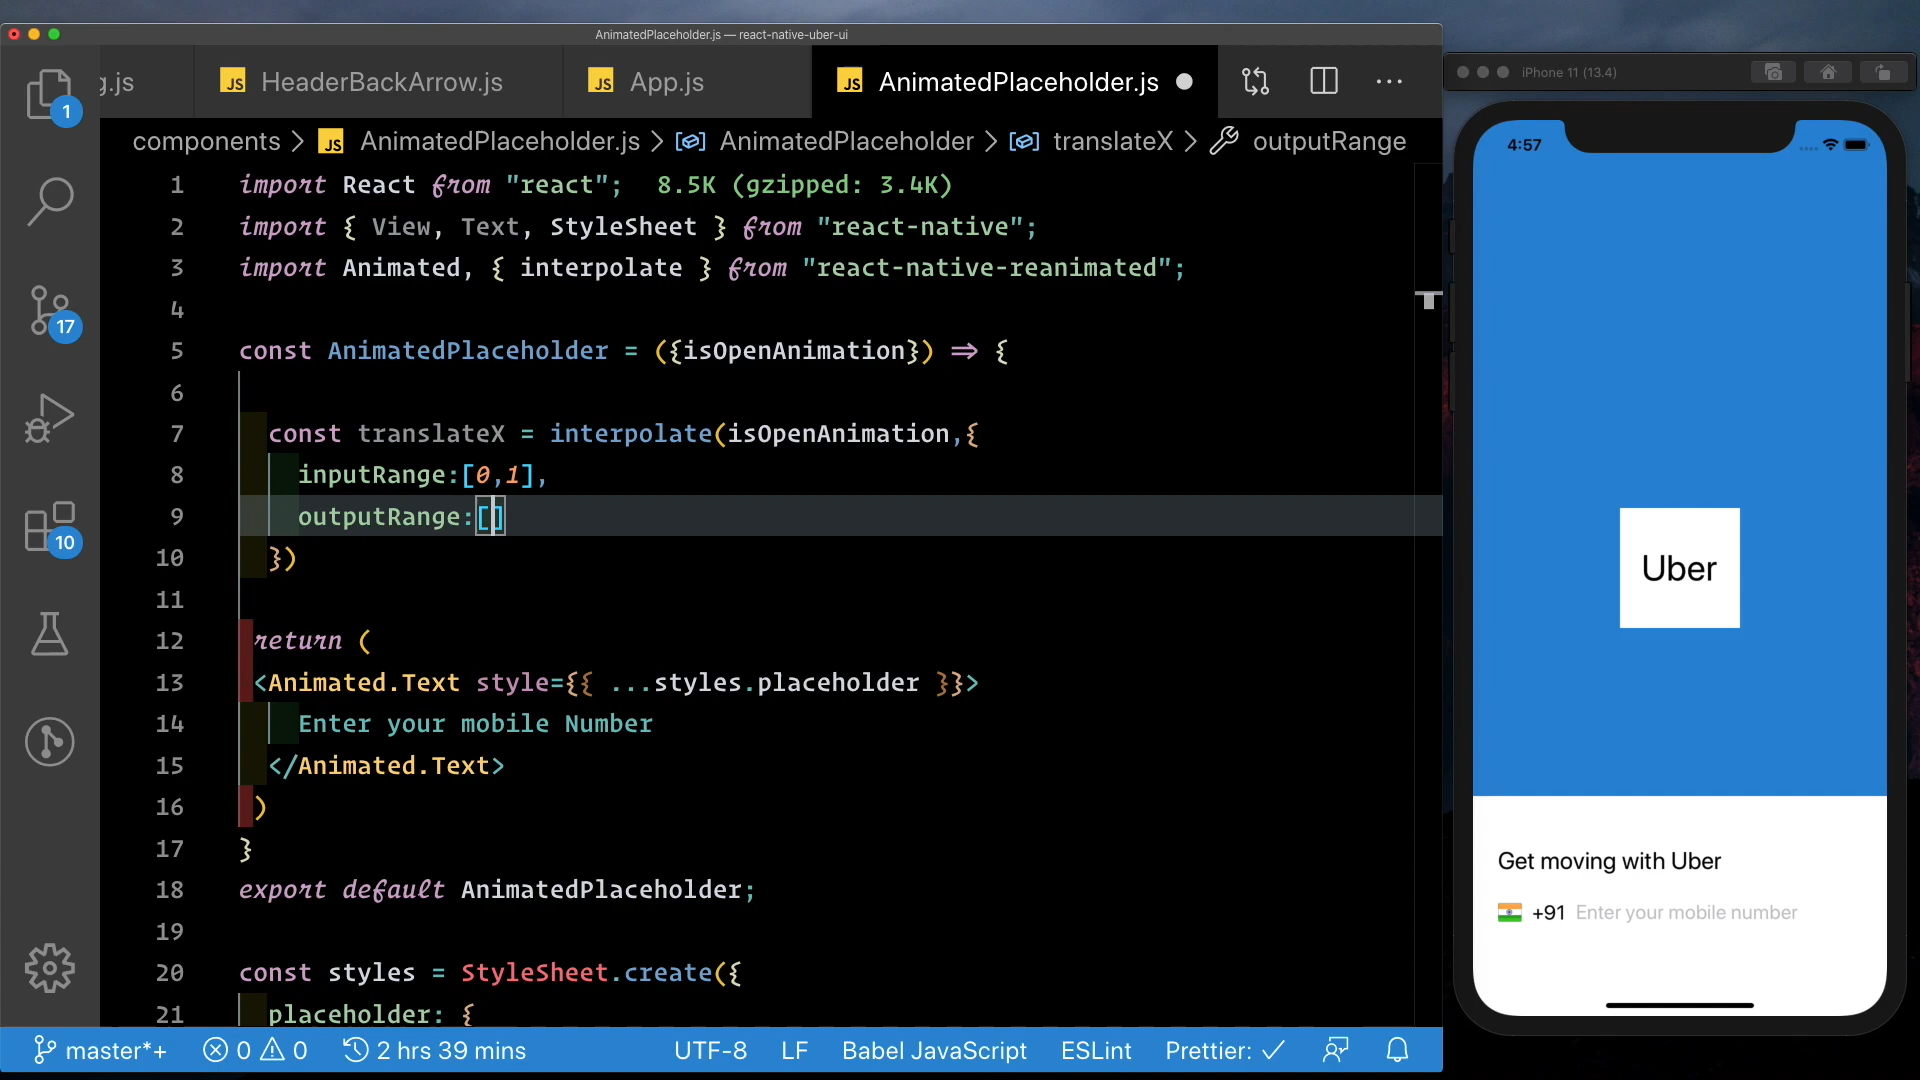 AnimatedPlaceholder.js — react-native-uber-ui
g.js
JS HeaderBackArrow.js
JS App.js
JS AnimatedPlaceholder.js
components > JS AnimatedPlaceholder.js > AnimatedPlaceholder > translateX > outputRange
1 import React from "react"; 8.5K (gzipped: 3.4K)
2 import { View, Text, StyleSheet } from "react-native";
3 import Animated, { interpolate } from "react-native-reanimated";
4
5 const AnimatedPlaceholder = ({isOpenAnimation}) => {
6
7 const translateX = interpolate(isOpenAnimation,{
8 inputRange:[0,1],
9 outputRange:[]
10 })
11
12 return (
13 <Animated.Text style={{ ...styles.placeholder }}>
14 Enter your mobile Number
15 </Animated.Text>
16 )
17 }
18 export default AnimatedPlaceholder;
19
20 const styles = StyleSheet.create({
21 placeholder: {
1
17
10
master*+ 0 0 2 hrs 39 mins UTF-8 LF Babel JavaScript ESLint Prettier: ✓
iPhone 11 (13.4)
4:57
Uber
Get moving with Uber
+91 Enter your mobile number